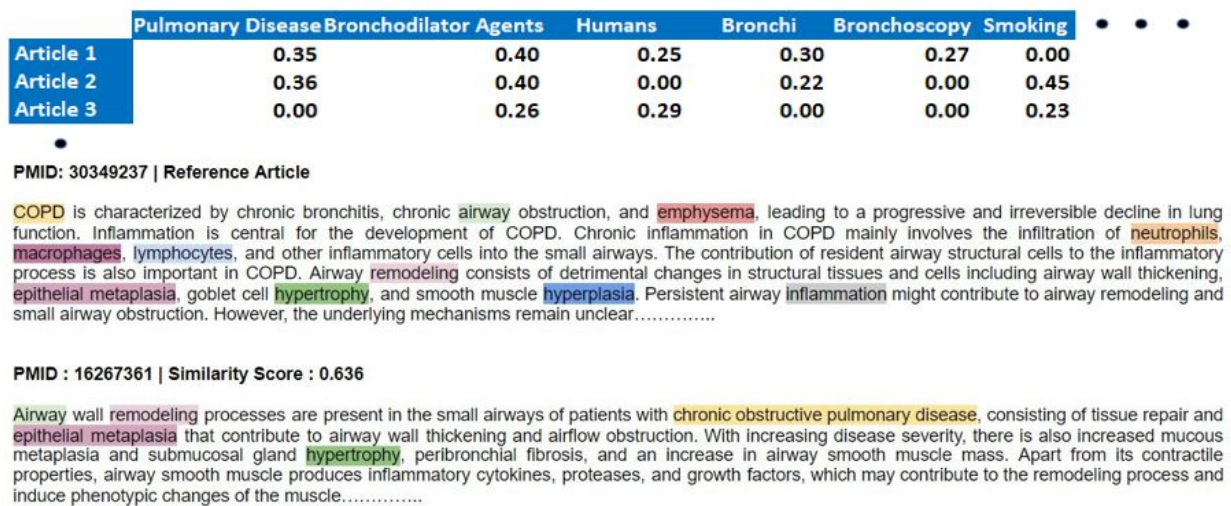 Pulmonary Disease Bronchodilator Agents Humans Bronchi Bronchoscopy Smoking • • •
Article 1 0.35 0.40 0.25 0.30 0.27 0.00
Article 2 0.36 0.40 0.00 0.22 0.00 0.45
Article 3 0.00 0.26 0.29 0.00 0.00 0.23
•
PMID: 30349237 | Reference Article
COPD is characterized by chronic bronchitis, chronic airway obstruction, and emphysema, leading to a progressive and irreversible decline in lung
function. Inflammation is central for the development of COPD. Chronic inflammation in COPD mainly involves the infiltration of neutrophils,
macrophages, lymphocytes, and other inflammatory cells into the small airways. The contribution of resident airway structural cells to the inflammatory
process is also important in COPD. Airway remodeling consists of detrimental changes in structural tissues and cells including airway wall thickening,
epithelial metaplasia, goblet cell hypertrophy, and smooth muscle hyperplasia. Persistent airway inflammation might contribute to airway remodeling and
small airway obstruction. However, the underlying mechanisms remain unclear…………..
PMID : 16267361 | Similarity Score : 0.636
Airway wall remodeling processes are present in the small airways of patients with chronic obstructive pulmonary disease, consisting of tissue repair and
epithelial metaplasia that contribute to airway wall thickening and airflow obstruction. With increasing disease severity, there is also increased mucous
metaplasia and submucosal gland hypertrophy, peribronchial fibrosis, and an increase in airway smooth muscle mass. Apart from its contractile
properties, airway smooth muscle produces inflammatory cytokines, proteases, and growth factors, which may contribute to the remodeling process and
induce phenotypic changes of the muscle…………..